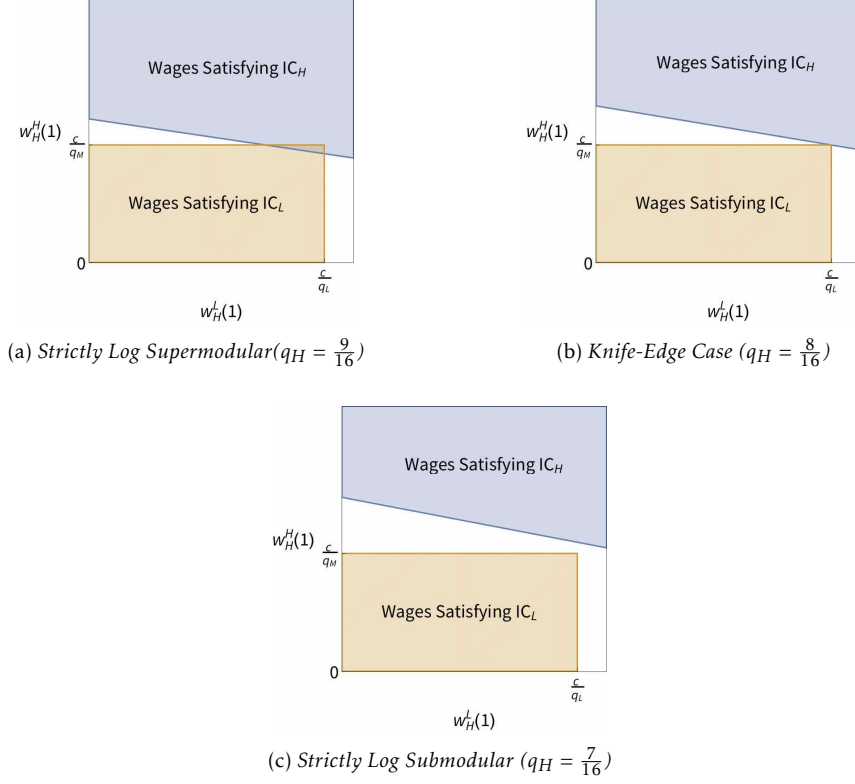 Wages Satisfying IC_H
w_H^H(1)
c/q_M
Wages Satisfying IC_L
0
c/q_L
w_H^L(1)
(a) Strictly Log Supermodular(q_H = 9/16)
Wages Satisfying IC_H
w_H^H(1)
c/q_M
Wages Satisfying IC_L
0
c/q_L
w_H^L(1)
(b) Knife-Edge Case (q_H = 8/16)
Wages Satisfying IC_H
w_H^H(1)
c/q_M
Wages Satisfying IC_L
0
c/q_L
w_H^L(1)
(c) Strictly Log Submodular (q_H = 7/16)